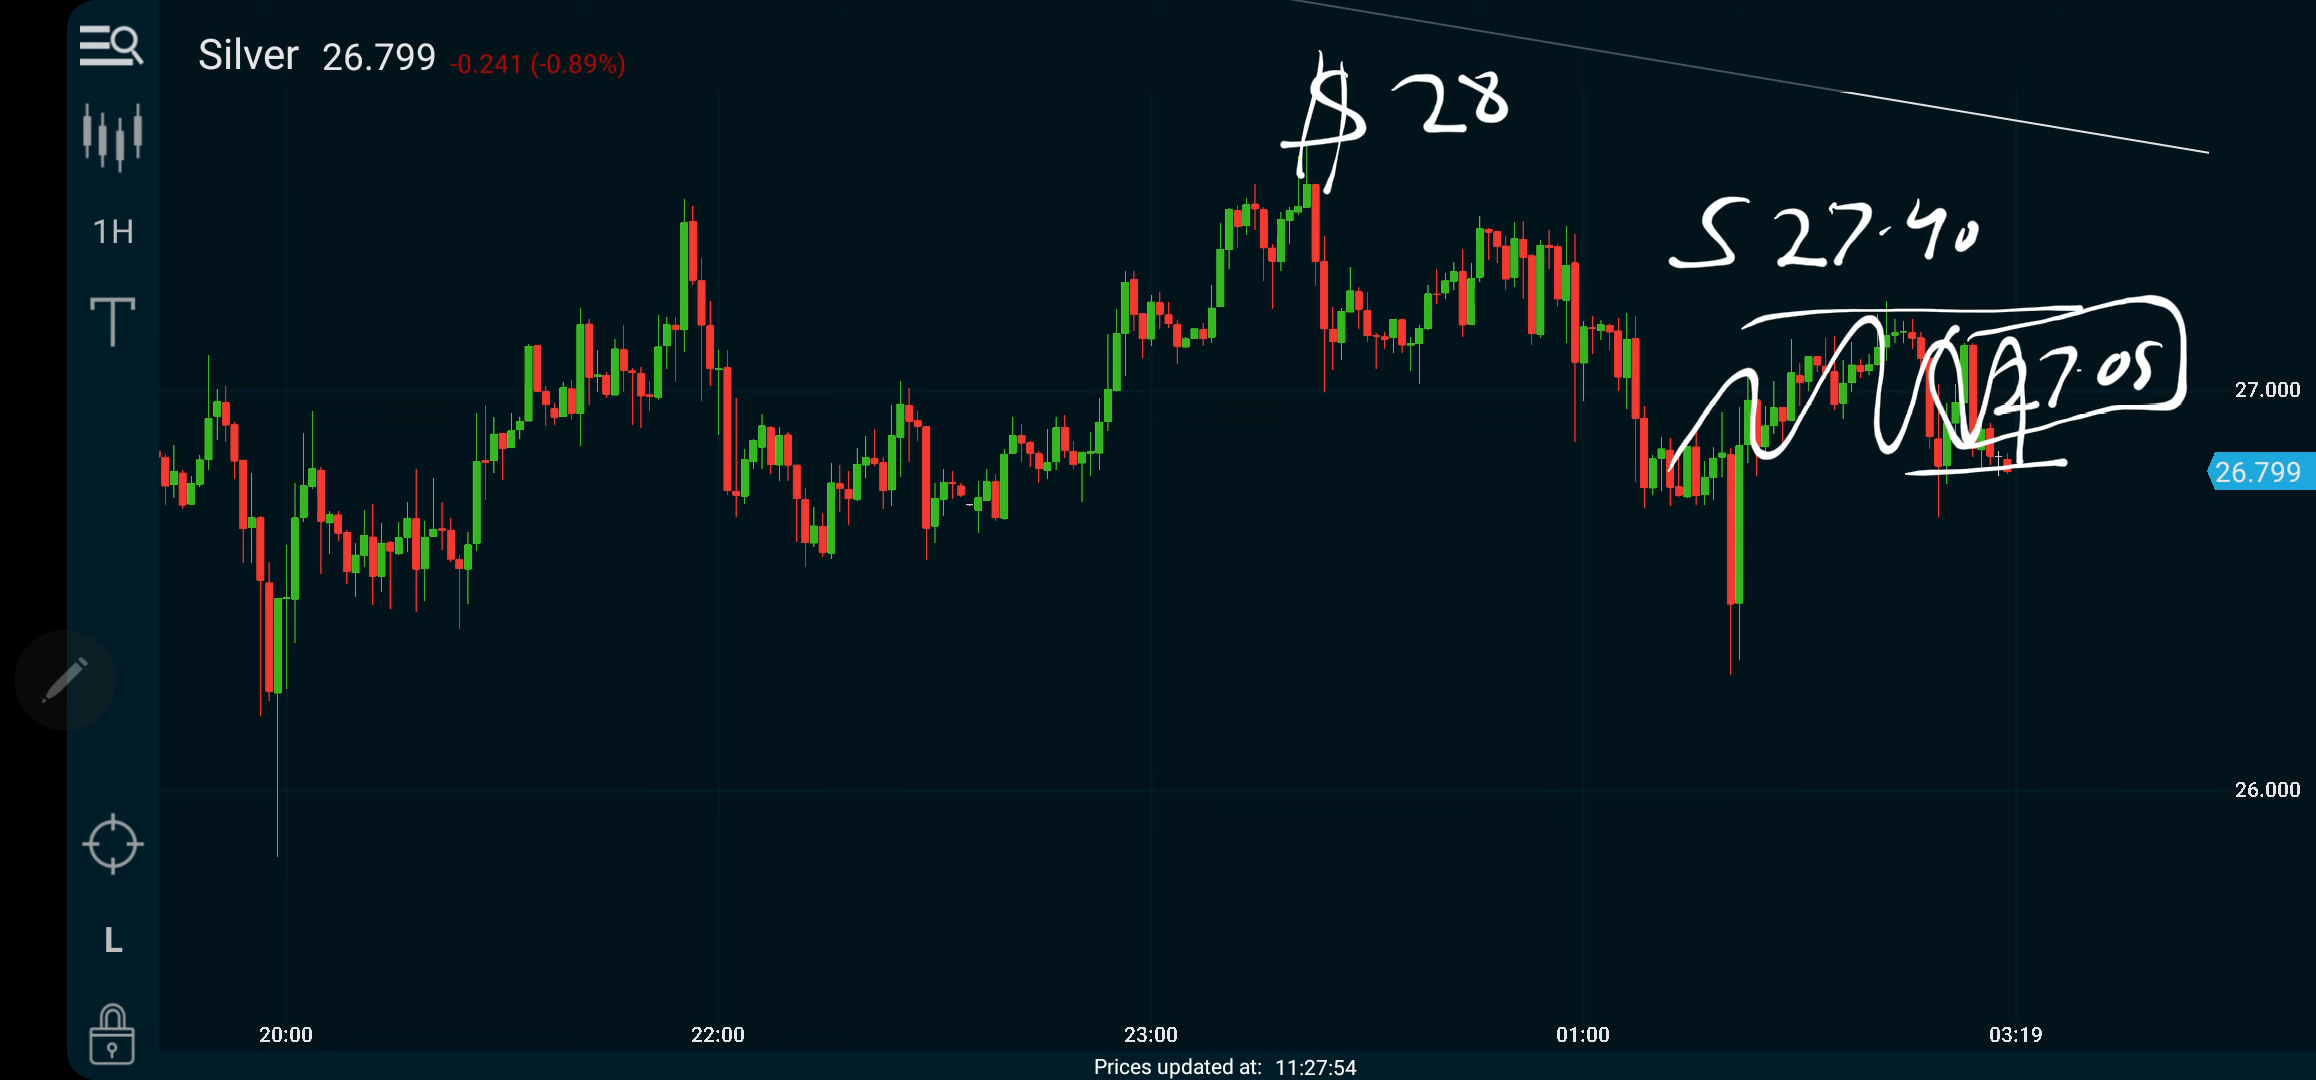 Silver 26.799 -0.241 (-0.89%)
$ 28
1H
S 27.40
T
27.05
27.000
26.799
26.000
L
20:00 22:00 23:00 01:00 03:19
Prices updated at: 11:27:54